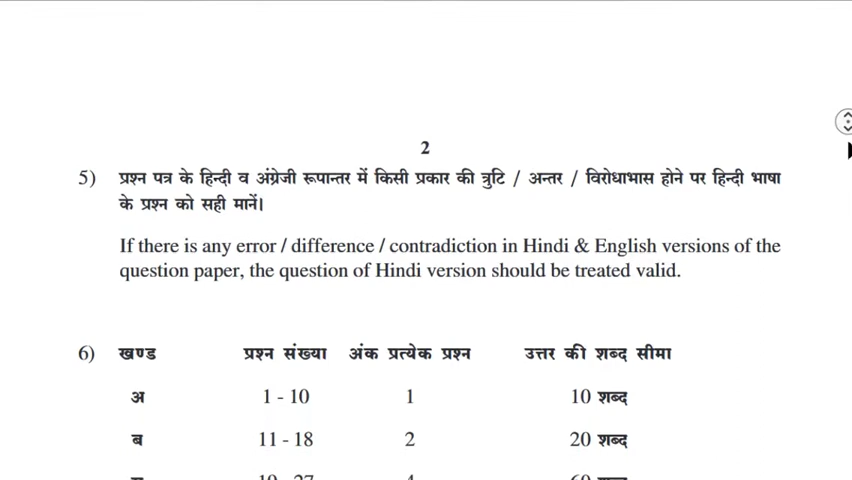 2
5) प्रश्न पत्र के हिन्दी व अंग्रेजी रूपान्तर में किसी प्रकार की त्रुटि / अन्तर / विरोधाभास होने पर हिन्दी भाषा
के प्रश्न को सही मानें।
If there is any error / difference / contradiction in Hindi & English versions of the
question paper, the question of Hindi version should be treated valid.
6) खण्ड प्रश्न संख्या अंक प्रत्येक प्रश्न उत्तर की शब्द सीमा
अ 1 - 10 1 10 शब्द
ब 11 - 18 2 20 शब्द